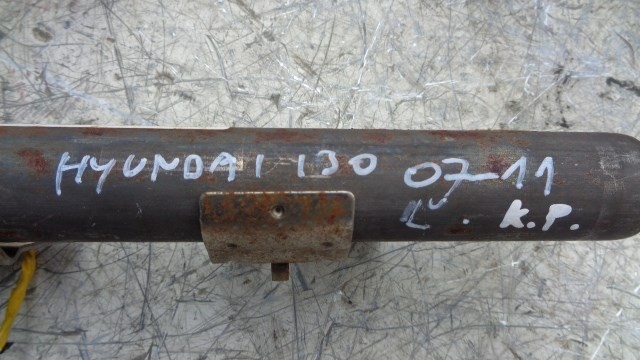 HYUNDAI I30 07-11
L . K.P.